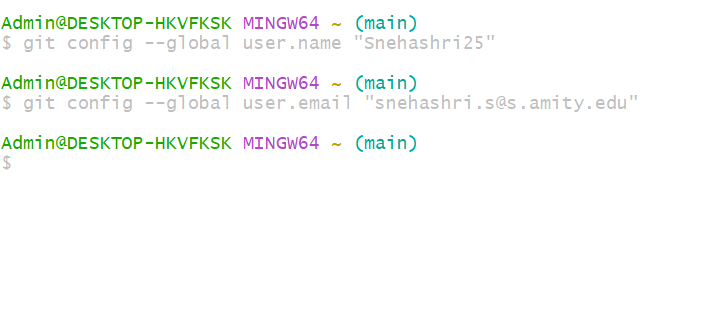 Admin@DESKTOP-HKVFKSK MINGW64 ~ (main)
$ git config --global user.name "Snehashri25"
Admin@DESKTOP-HKVFKSK MINGW64 ~ (main)
$ git config --global user.email "snehashri.s@s.amity.edu"
Admin@DESKTOP-HKVFKSK MINGW64 ~ (main)
$